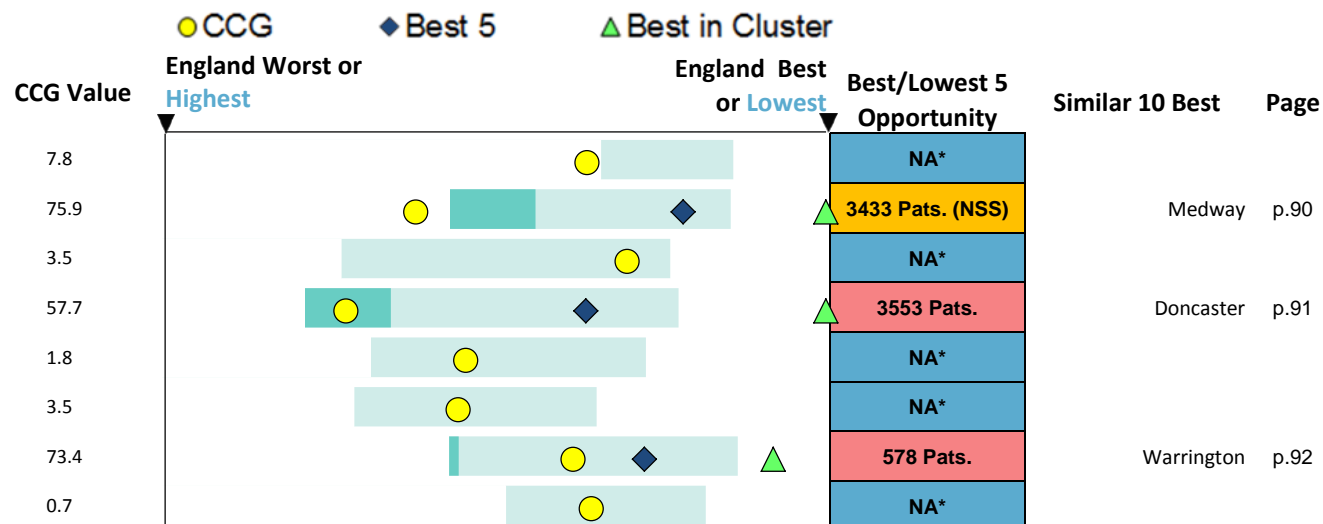 CCG Best 5 Best in Cluster
CCG Value England Worst or Highest England Best or Lowest Best/Lowest 5 Opportunity Similar 10 Best Page
7.8 NA*
75.9 3433 Pats. (NSS) Medway p.90
3.5 NA*
57.7 3553 Pats. Doncaster p.91
1.8 NA*
3.5 NA*
73.4 578 Pats. Warrington p.92
0.7 NA*